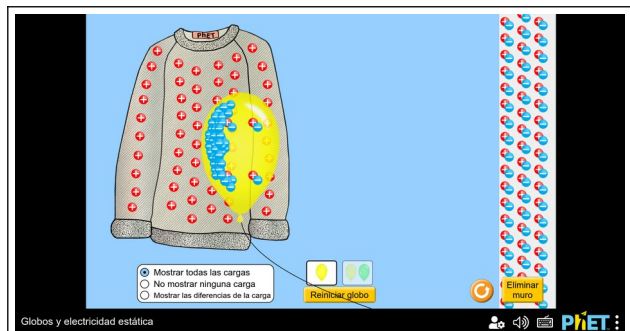 PhET
Mostrar todas las cargas
No mostrar ninguna carga
Mostrar las diferencias de la carga
Reiniciar globo
Eliminar
muro
Globos y electricidad estática
PhET